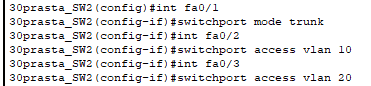 30prasta_SW2(config)#int fa0/1
30prasta_SW2(config-if)#switchport mode trunk
30prasta_SW2(config-if)#int fa0/2
30prasta_SW2(config-if)#switchport access vlan 10
30prasta_SW2(config-if)#int fa0/3
30prasta_SW2(config-if)#switchport access vlan 20